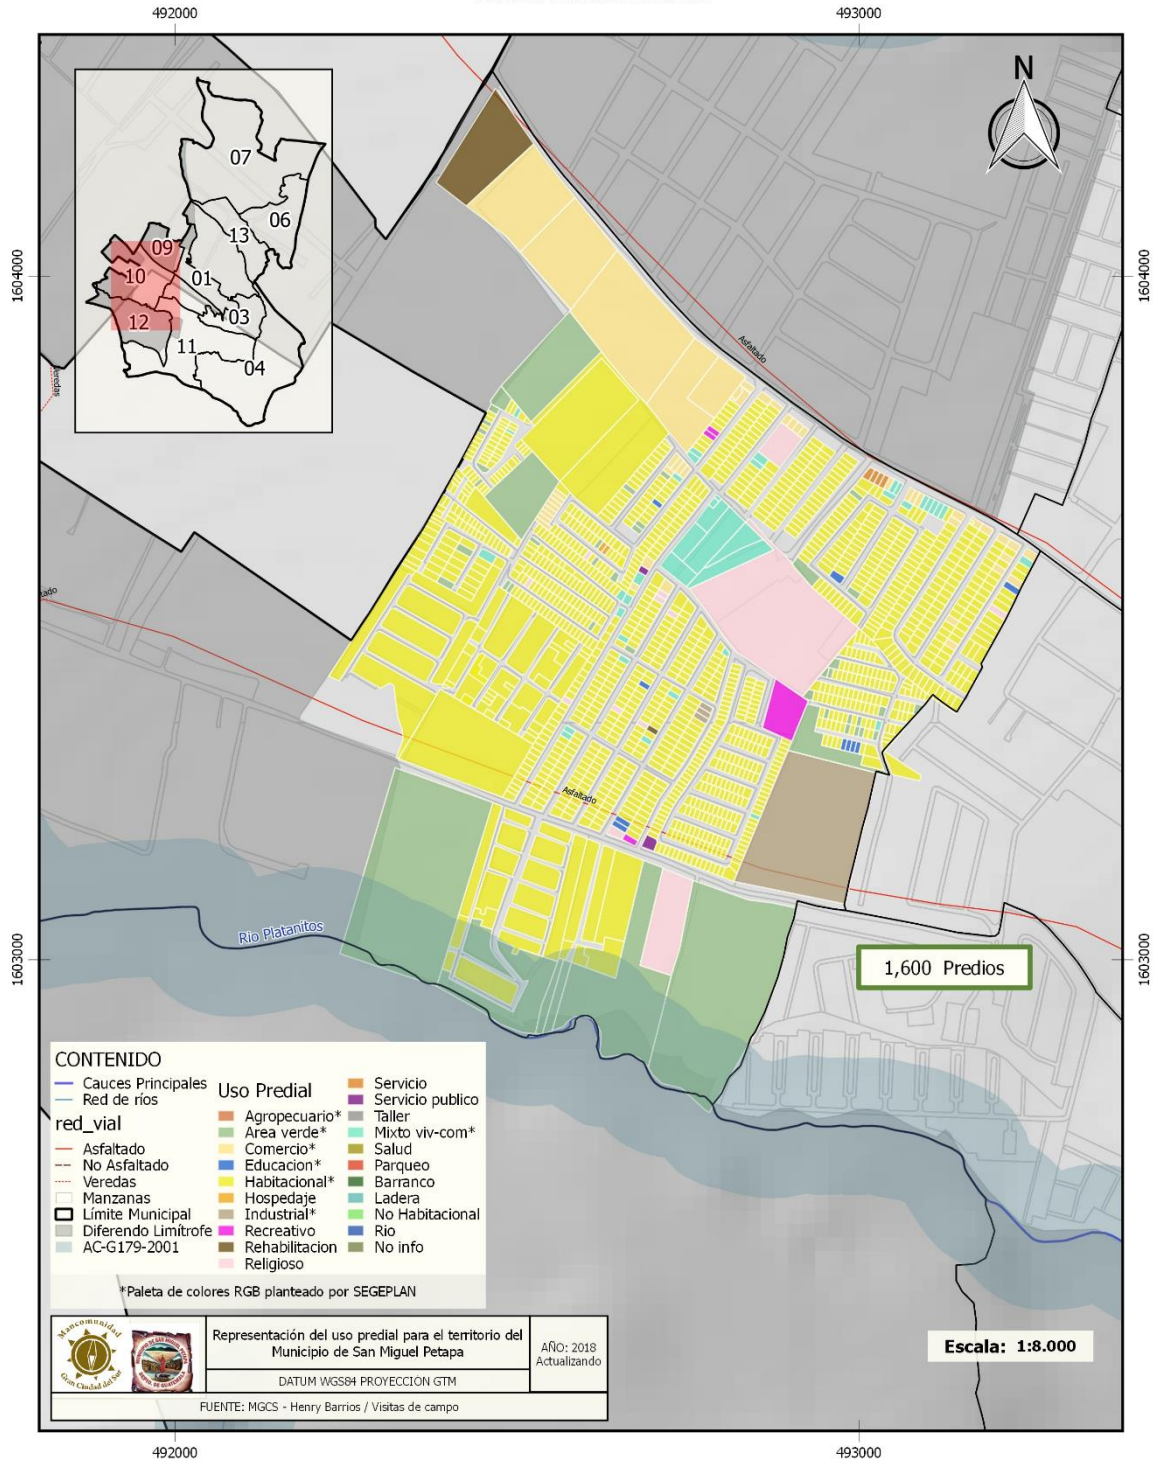 492000
493000
N
07
06
13
09
01
10
03
12
11
04
1604000
1604000
Asfaltado
Veredas
Asfaltado
Rio Platanitos
1,600 Predios
1603000
1603000
CONTENIDO
Cauces Principales
Red de ríos
red_vial
Asfaltado
No Asfaltado
Veredas
Manzanas
Límite Municipal
Diferendo Limítrofe
AC-G179-2001
Uso Predial
Agropecuario*
Area verde*
Comercio*
Educacion*
Habitacional*
Hospedaje
Industrial*
Recreativo
Rehabilitacion
Religioso
Servicio
Servicio publico
Taller
Mixto viv-com*
Salud
Parqueo
Barranco
Ladera
No Habitacional
Rio
No info
*Paleta de colores RGB planteado por SEGEPLAN
Mancomunidad
Gran Ciudad del Sur
Representación del uso predial para el territorio del
Municipio de San Miguel Petapa
DATUM WGS84 PROYECCIÓN GTM
AÑO: 2018
Actualizando
FUENTE: MGCS - Henry Barrios / Visitas de campo
Escala: 1:8.000
492000
493000